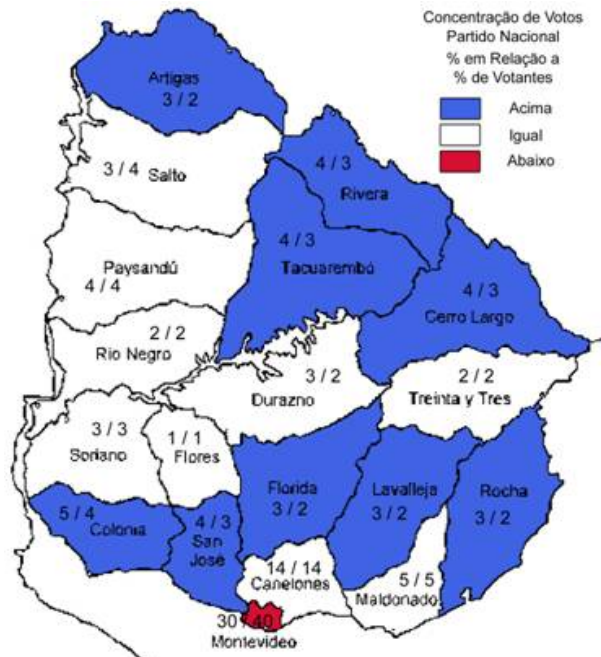 Concentração de Votos
Partido Nacional
% em Relação a
% de Votantes
Acima
Igual
Abaixo
Artigas
3 / 2
3 / 4 Salto
4 / 3
Rivera
4 / 3
Tacuarembó
Paysandú
4 / 4
4 / 3
Cerro Largo
2 / 2
Rio Negro
3 / 2
Durazno
2 / 2
Treinta y Tres
3 / 3
Soriano
1 / 1
Flores
Florida
3 / 2
Lavalleja
3 / 2
Rocha
3 / 2
5 / 4
Colonia
4 / 3
San
José
14 / 14
Canelones
5 / 5
Maldonado
30 / 40
Montevideo